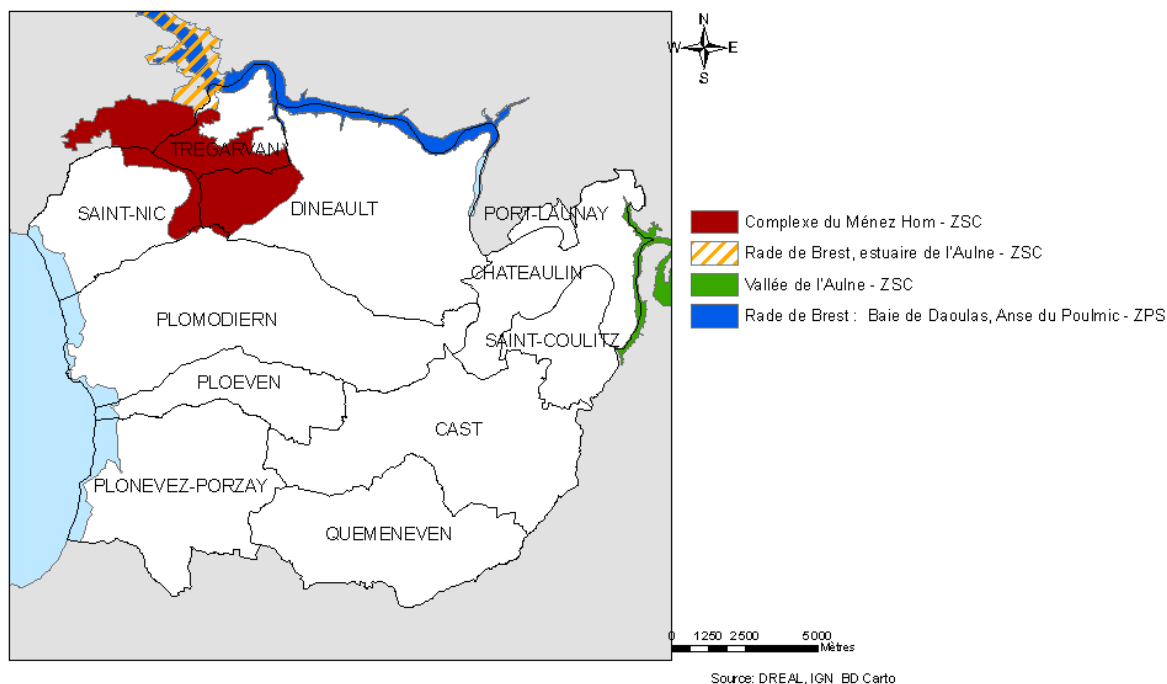 N
W E
S
TREGARVAN
SAINT-NIC
DINEAULT
PORT-LAUNAY
CHATEAULIN
PLOMODIERN
SAINT-COULITZ
PLOEVEN
CAST
PLONEVEZ-PORZAY
QUEMENEVEN
Complexe du Ménez Hom - ZSC
Rade de Brest, estuaire de l'Aulne - ZSC
Vallée de l'Aulne - ZSC
Rade de Brest : Baie de Daoulas, Anse du Poulmic - ZPS
0 1250 2500 5000
Mètres
Source: DREAL, IGN BD Carto